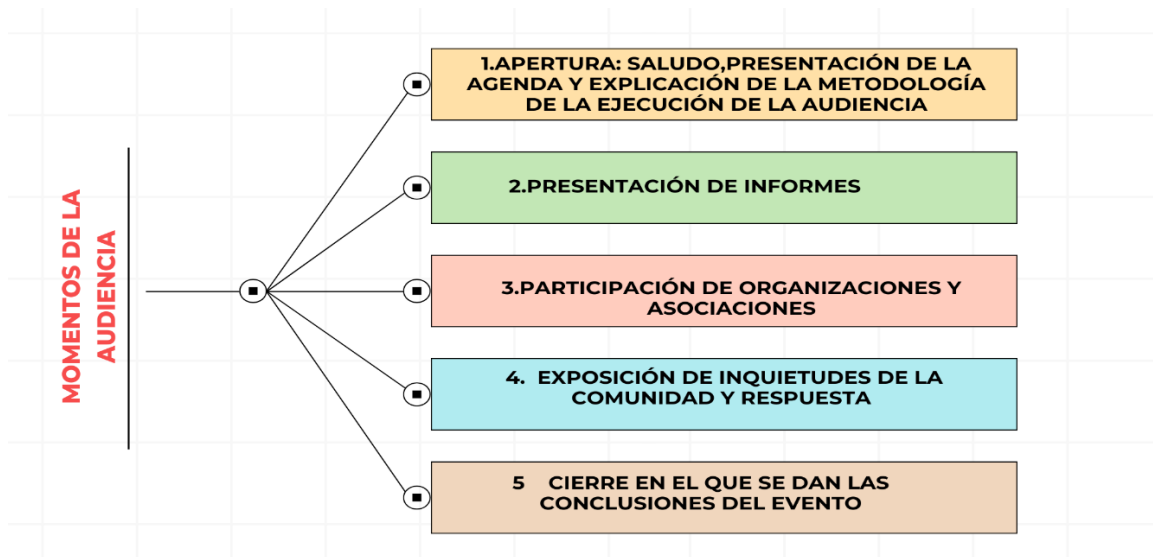 MOMENTOS DE LA
AUDIENCIA
1.APERTURA: SALUDO,PRESENTACIÓN DE LA
AGENDA Y EXPLICACIÓN DE LA METODOLOGÍA
DE LA EJECUCIÓN DE LA AUDIENCIA
2.PRESENTACIÓN DE INFORMES
3.PARTICIPACIÓN DE ORGANIZACIONES Y
ASOCIACIONES
4. EXPOSICIÓN DE INQUIETUDES DE LA
COMUNIDAD Y RESPUESTA
5 CIERRE EN EL QUE SE DAN LAS
CONCLUSIONES DEL EVENTO